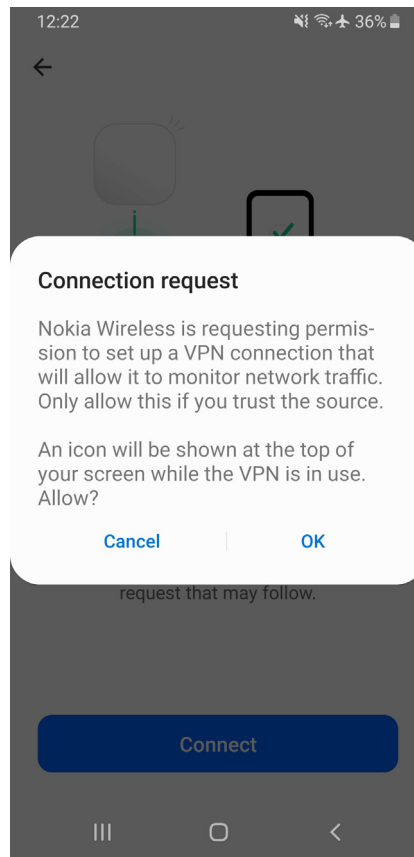 12:22
36%
Connection request
Nokia Wireless is requesting permis-
sion to set up a VPN connection that
will allow it to monitor network traffic.
Only allow this if you trust the source.
An icon will be shown at the top of
your screen while the VPN is in use.
Allow?
Cancel OK
request that may follow.
Connect